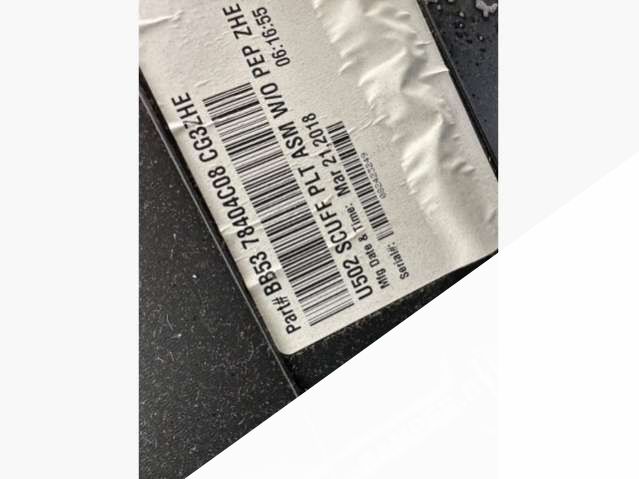 Part# BB53 78404C08 CG3ZHE
U502 SCUFF PLT ASM W/O PEP ZHE
Mfg Date & Time: Mar 21,2018 06:16:55
Serial#: